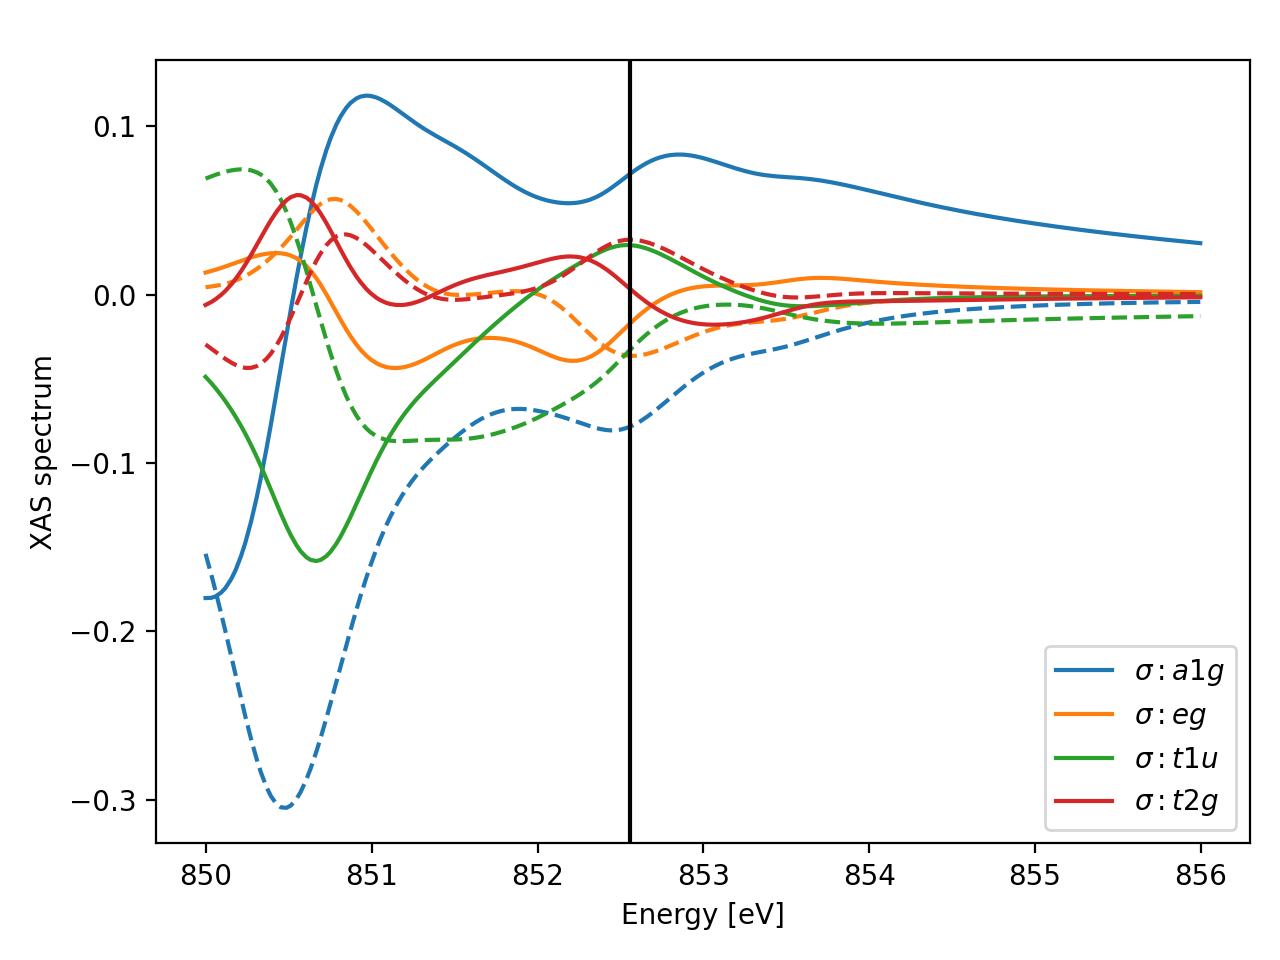 0.1
0.0
−0.1
−0.2
−0.3
XAS spectrum
850 851 852 853 854 855 856
Energy [eV]
σ : a1g
σ : eg
σ : t1u
σ : t2g